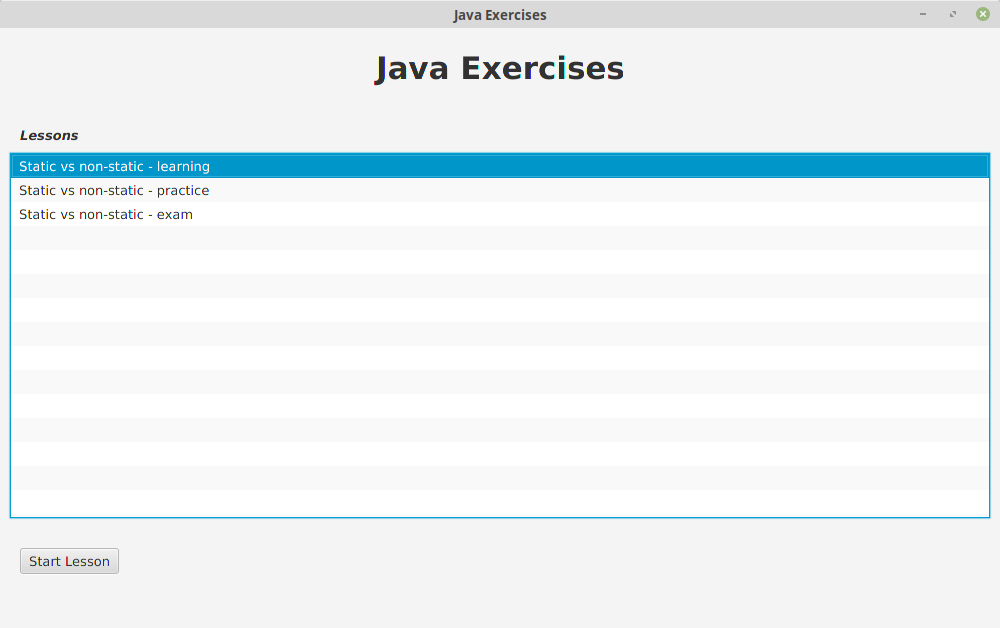 Java Exercises
Java Exercises
Lessons
Static vs non-static - learning
Static vs non-static - practice
Static vs non-static - exam
Start Lesson